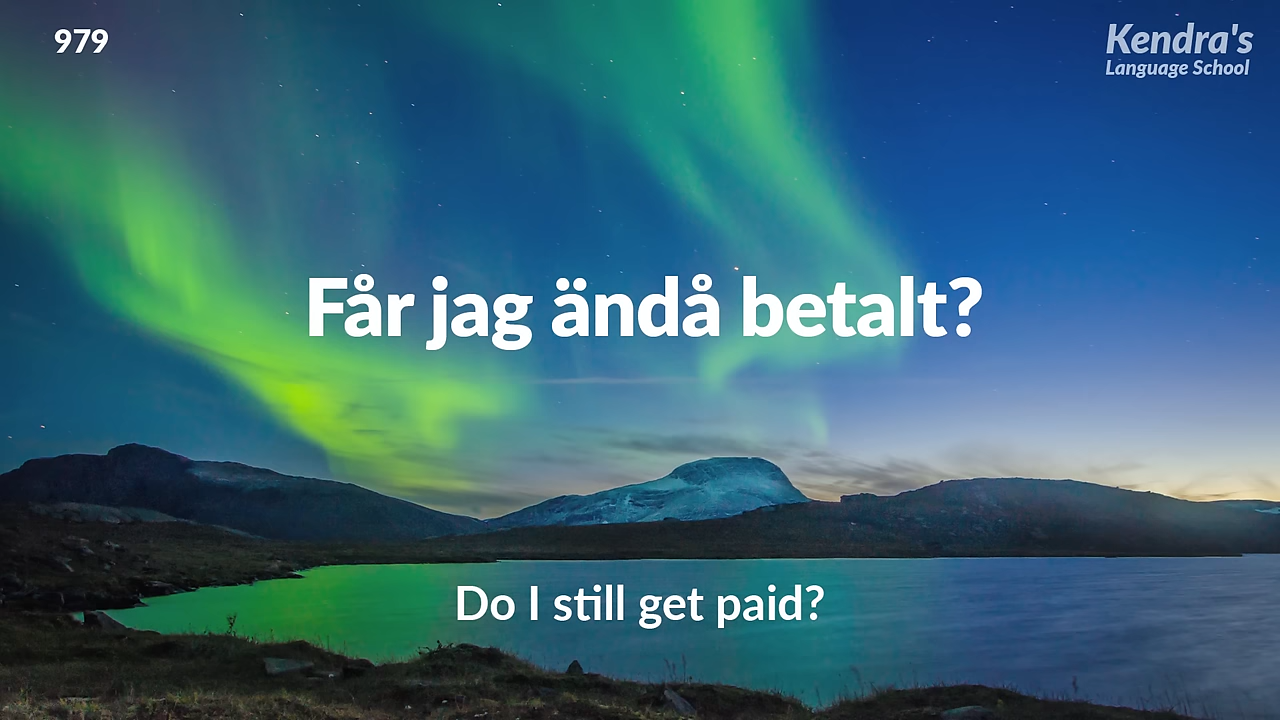 979
Kendra's
Language School
Får jag ändå betalt?
Do I still get paid?